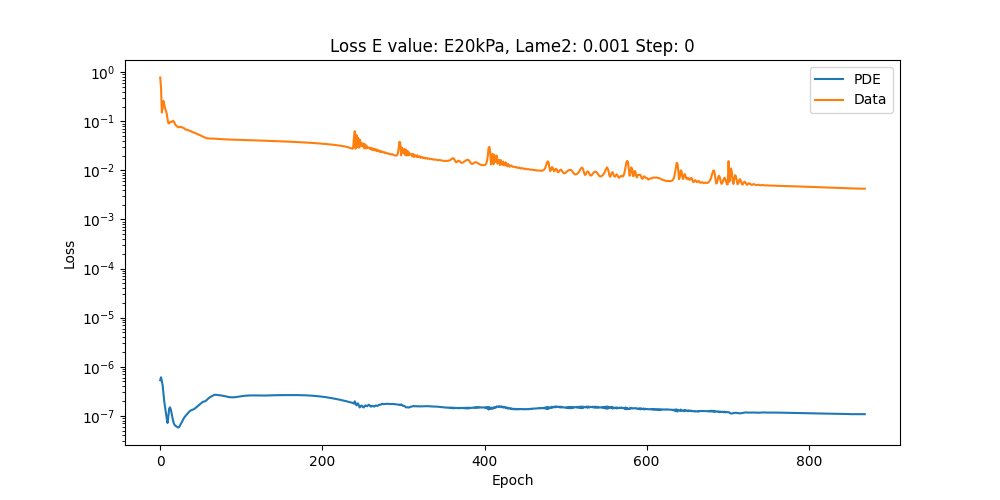 Loss E value: E20kPa, Lame2: 0.001 Step: 0
PDE
Data
10⁰
10⁻¹
10⁻²
10⁻³
10⁻⁴
10⁻⁵
10⁻⁶
10⁻⁷
Loss
0 200 400 600 800
Epoch